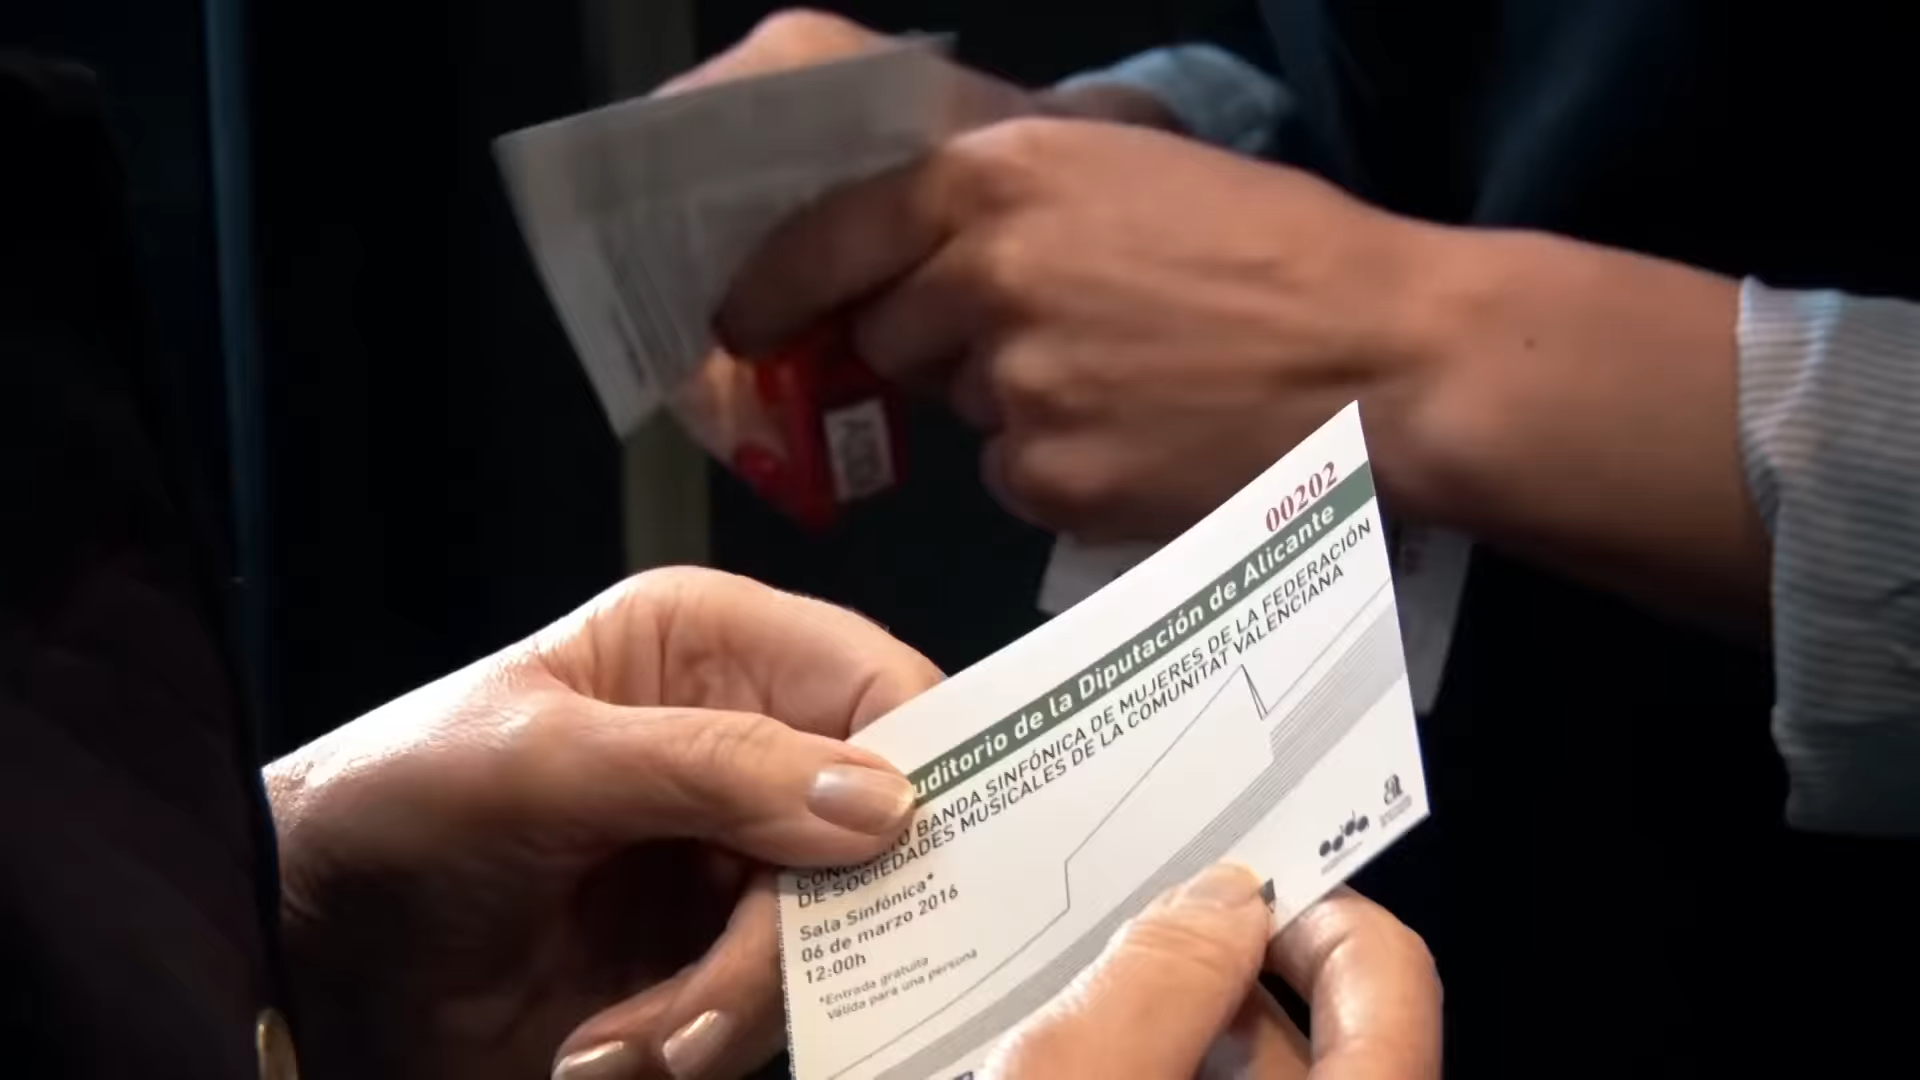 00202
uditorio de la Diputación de Alicante
BANDA SINFÓNICA DE MUJERES DE LA FEDERACIÓN
DE SOCIEDADES MUSICALES DE LA COMUNITAT VALENCIANA
Sala Sinfónica*
06 de marzo 2016
12:00h
*Entrada gratuita
Válida para una persona